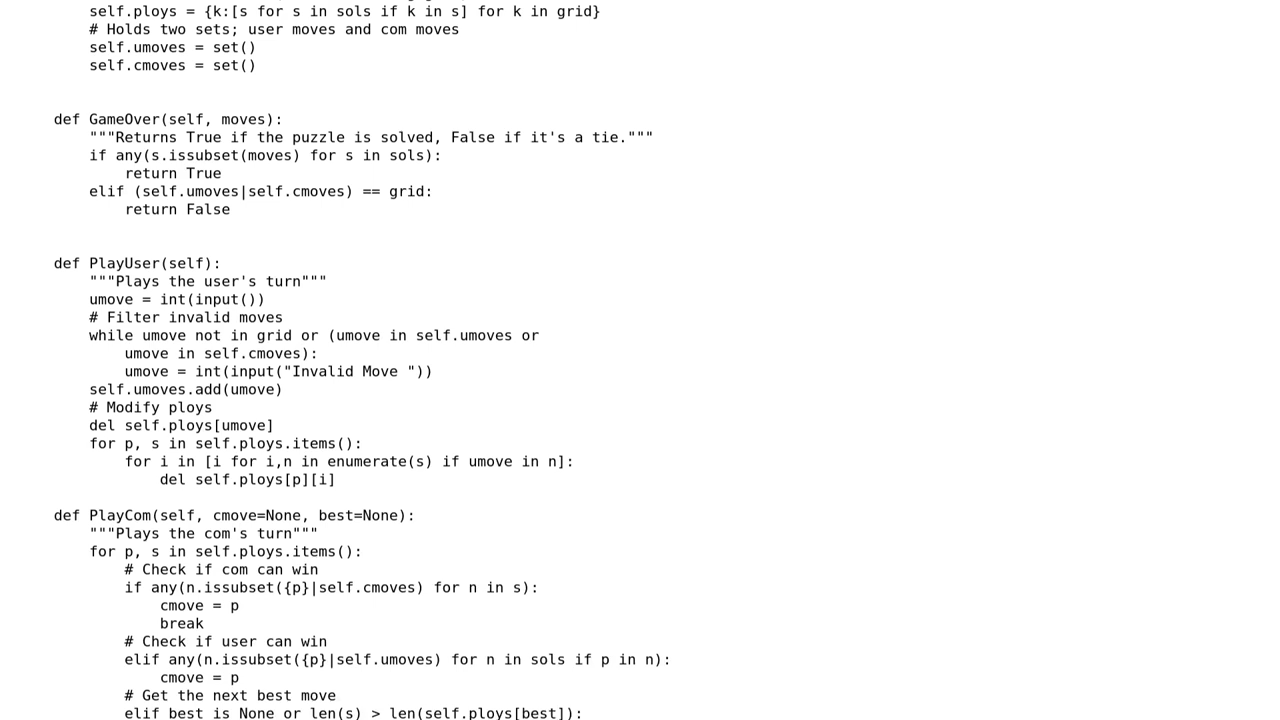 self.ploys = {k:[s for s in sols if k in s] for k in grid}
# Holds two sets; user moves and com moves
self.umoves = set()
self.cmoves = set()
def GameOver(self, moves):
"""Returns True if the puzzle is solved, False if it's a tie."""
if any(s.issubset(moves) for s in sols):
return True
elif (self.umoves|self.cmoves) == grid:
return False
def PlayUser(self):
"""Plays the user's turn"""
umove = int(input())
# Filter invalid moves
while umove not in grid or (umove in self.umoves or
umove in self.cmoves):
umove = int(input("Invalid Move "))
self.umoves.add(umove)
# Modify ploys
del self.ploys[umove]
for p, s in self.ploys.items():
for i in [i for i,n in enumerate(s) if umove in n]:
del self.ploys[p][i]
def PlayCom(self, cmove=None, best=None):
"""Plays the com's turn"""
for p, s in self.ploys.items():
# Check if com can win
if any(n.issubset({p}|self.cmoves) for n in s):
cmove = p
break
# Check if user can win
elif any(n.issubset({p}|self.umoves) for n in sols if p in n):
cmove = p
# Get the next best move
elif best is None or len(s) > len(self.ploys[best]):